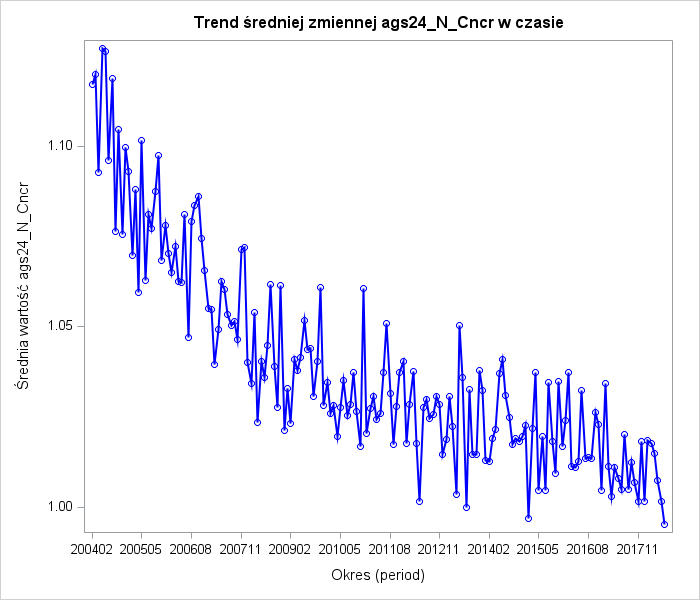 Trend średniej zmiennej ags24_N_Cncr w czasie
Średnia wartość ags24_N_Cncr
1.10
1.05
1.00
200402 200505 200608 200711 200902 201005 201108 201211 201402 201505 201608 201711
Okres (period)